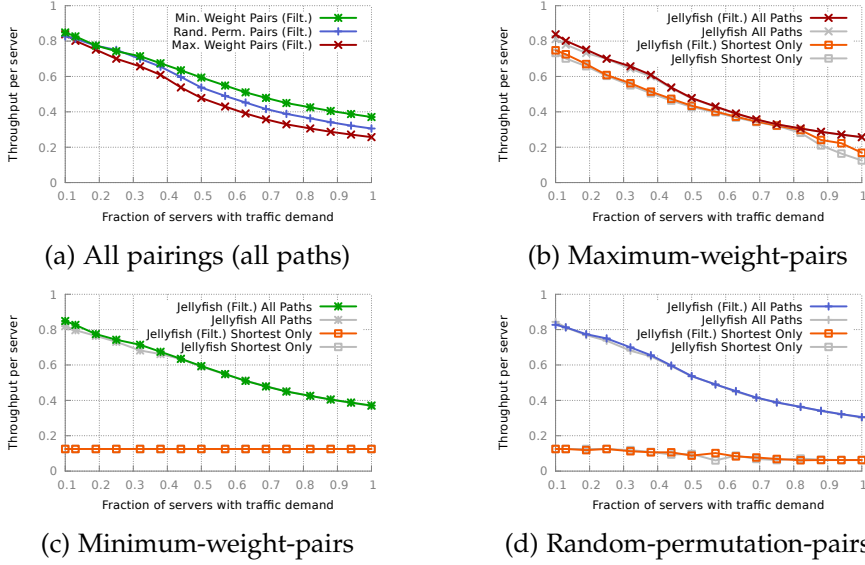 Min. Weight Pairs (Filt.)
Rand. Perm. Pairs (Filt.)
Max. Weight Pairs (Filt.)
Throughput per server
1
0.8
0.6
0.4
0.2
0
0.1 0.2 0.3 0.4 0.5 0.6 0.7 0.8 0.9 1
Fraction of servers with traffic demand
(a) All pairings (all paths)
Jellyfish (Filt.) All Paths
Jellyfish All Paths
Jellyfish (Filt.) Shortest Only
Jellyfish Shortest Only
Throughput per server
1
0.8
0.6
0.4
0.2
0
0.1 0.2 0.3 0.4 0.5 0.6 0.7 0.8 0.9 1
Fraction of servers with traffic demand
(b) Maximum-weight-pairs
Jellyfish (Filt.) All Paths
Jellyfish All Paths
Jellyfish (Filt.) Shortest Only
Jellyfish Shortest Only
Throughput per server
1
0.8
0.6
0.4
0.2
0
0.1 0.2 0.3 0.4 0.5 0.6 0.7 0.8 0.9 1
Fraction of servers with traffic demand
(c) Minimum-weight-pairs
Jellyfish (Filt.) All Paths
Jellyfish All Paths
Jellyfish (Filt.) Shortest Only
Jellyfish Shortest Only
Throughput per server
1
0.8
0.6
0.4
0.2
0
0.1 0.2 0.3 0.4 0.5 0.6 0.7 0.8 0.9 1
Fraction of servers with traffic demand
(d) Random-permutation-pairs